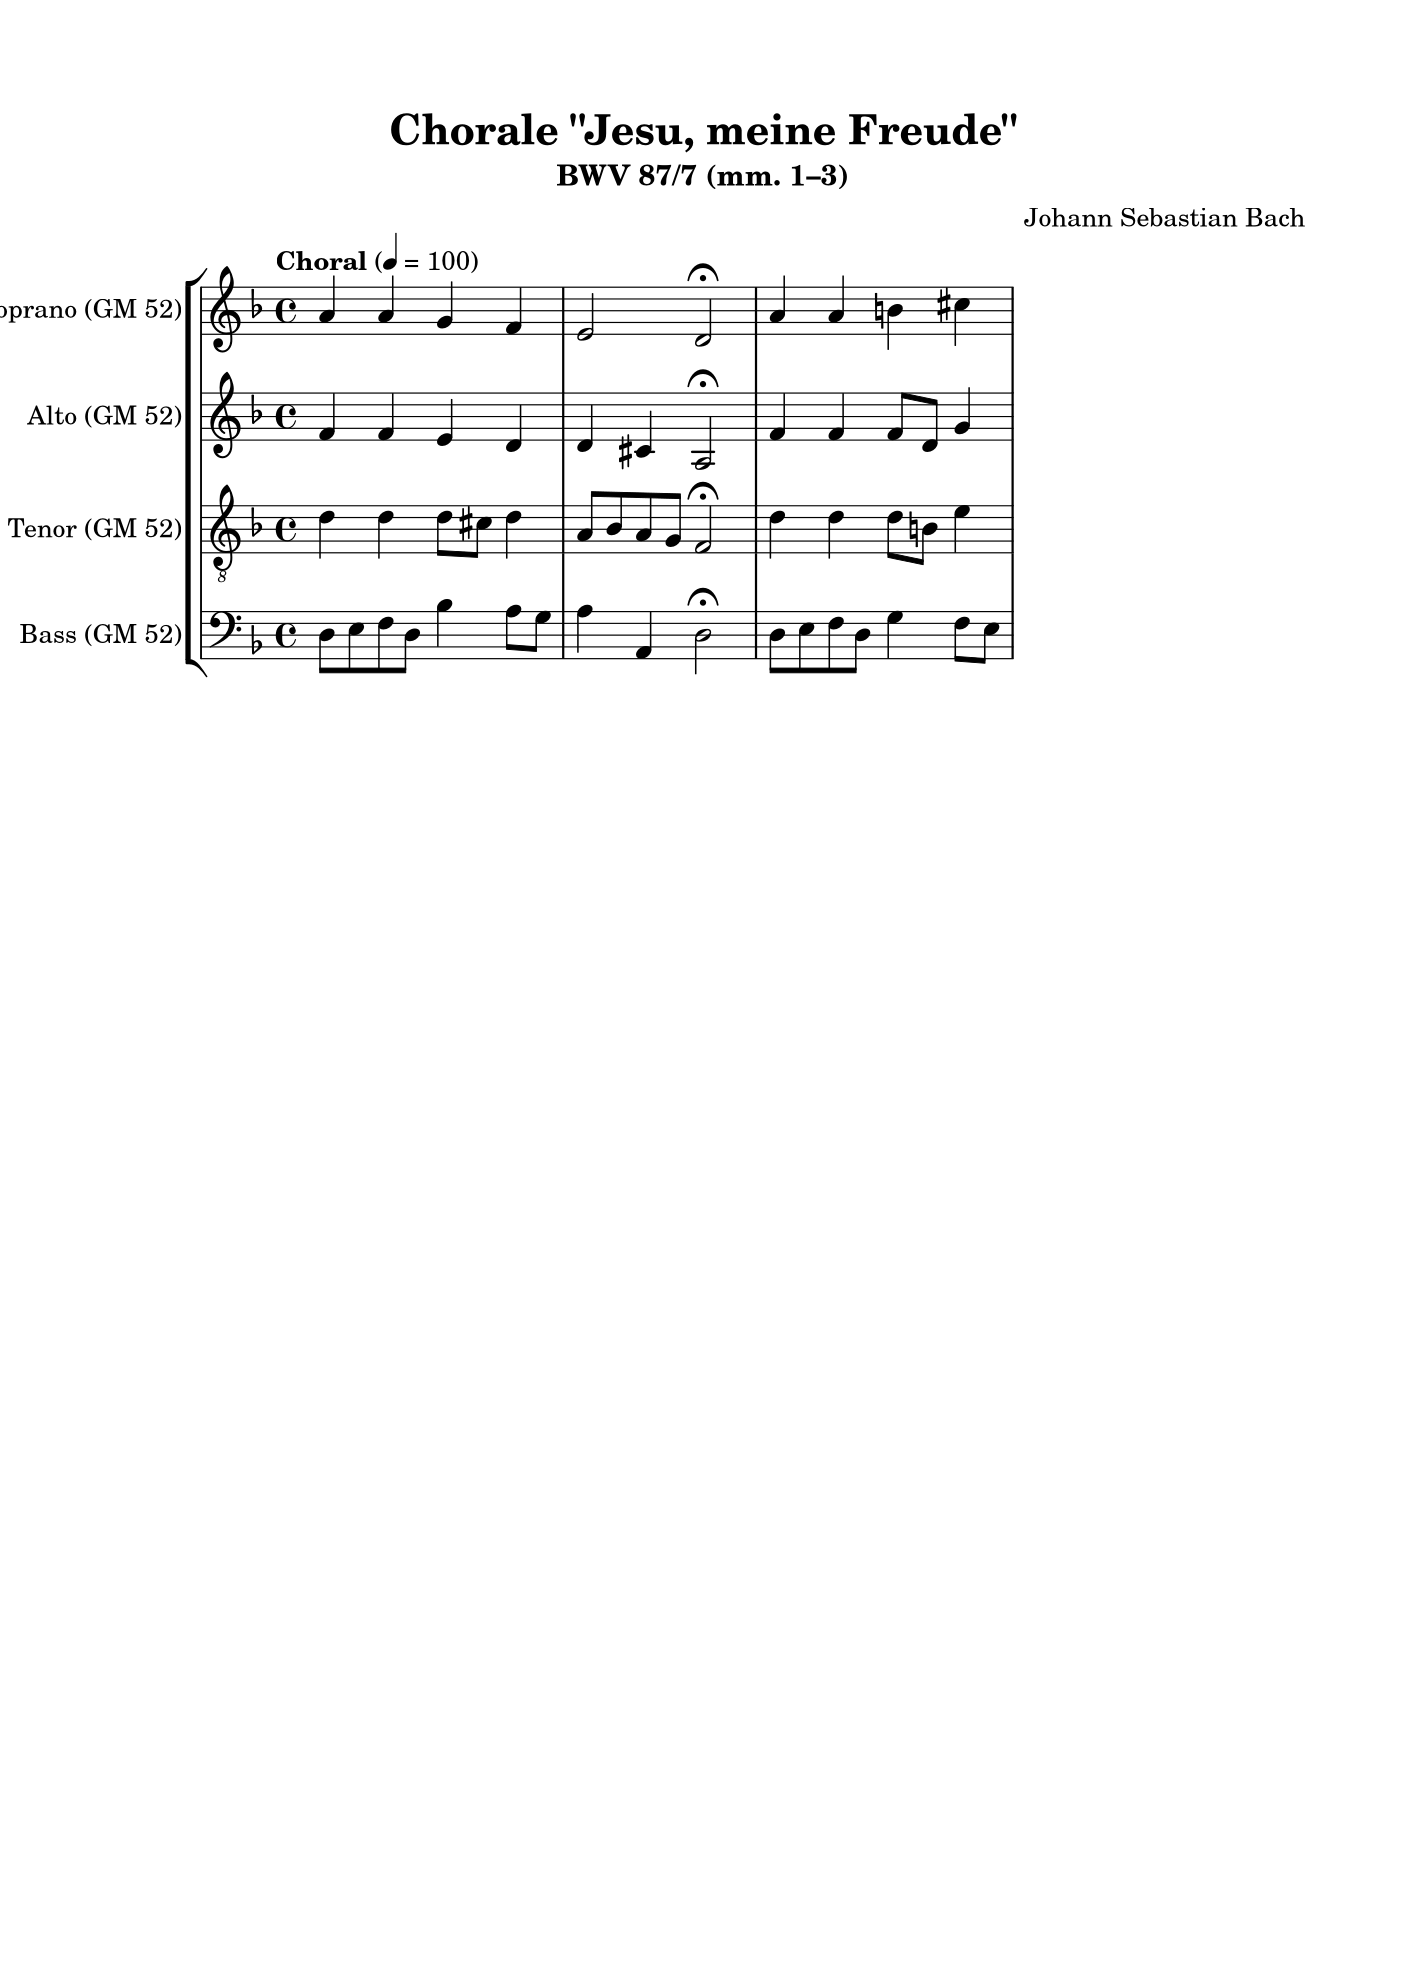 Chorale "Jesu, meine Freude"
BWV 87/7 (mm. 1–3)
Johann Sebastian Bach
Choral (♩ = 100)
oprano (GM 52)
Alto (GM 52)
Tenor (GM 52)
8
Bass (GM 52)